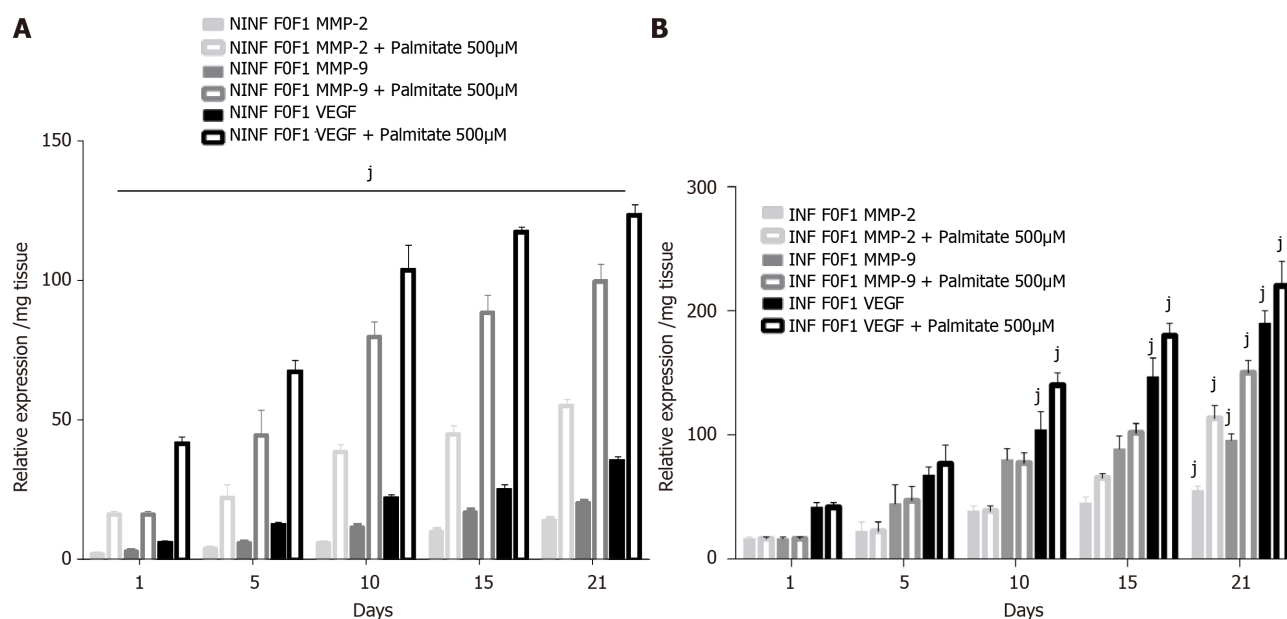 A
NINF F0F1 MMP-2
NINF F0F1 MMP-2 + Palmitate 500µM
NINF F0F1 MMP-9
NINF F0F1 MMP-9 + Palmitate 500µM
NINF F0F1 VEGF
NINF F0F1 VEGF + Palmitate 500µM
150
100
50
0
j
Relative expression /mg tissue
1 5 10 15 21
Days
B
INF F0F1 MMP-2
INF F0F1 MMP-2 + Palmitate 500µM
INF F0F1 MMP-9
INF F0F1 MMP-9 + Palmitate 500µM
INF F0F1 VEGF
INF F0F1 VEGF + Palmitate 500µM
300
200
100
0
j j j j j j j j j j
Relative expression /mg tissue
1 5 10 15 21
Days